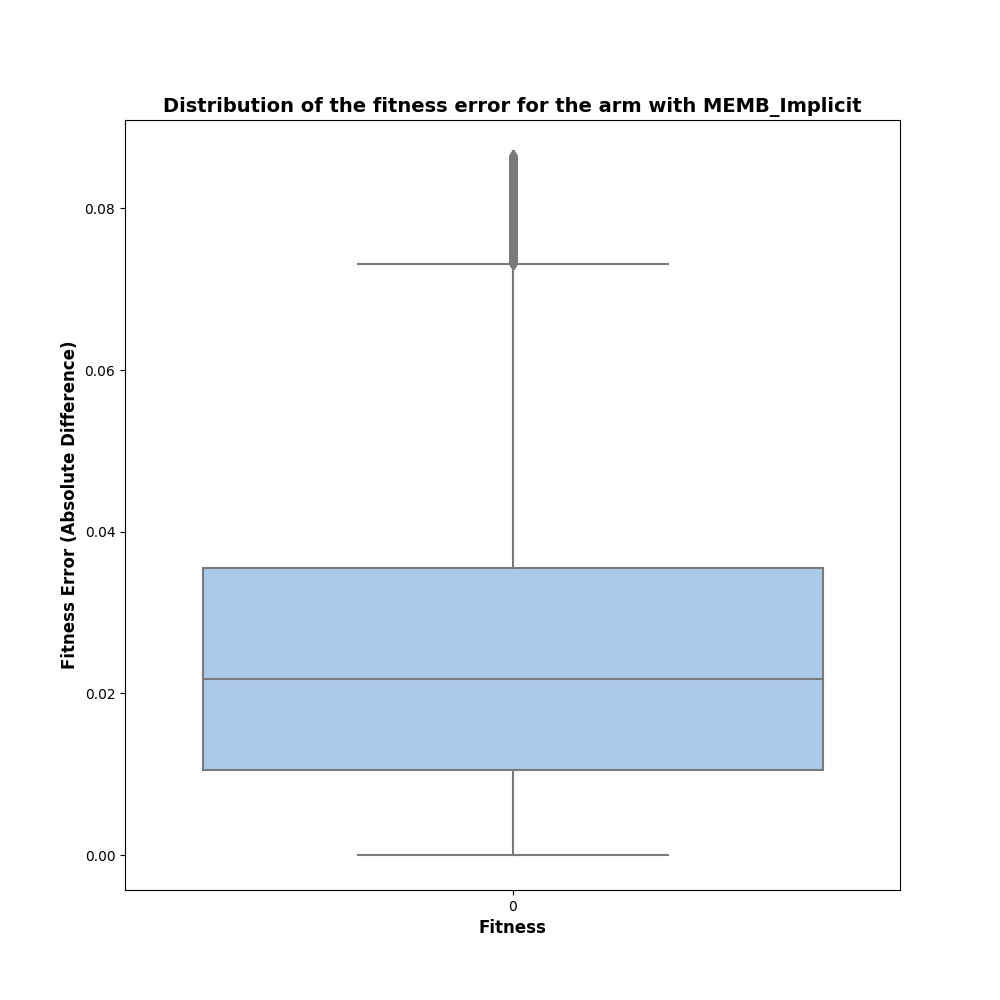 Distribution of the fitness error for the arm with MEMB_Implicit
Fitness Error (Absolute Difference)
0.08
0.06
0.04
0.02
0.00
0
Fitness